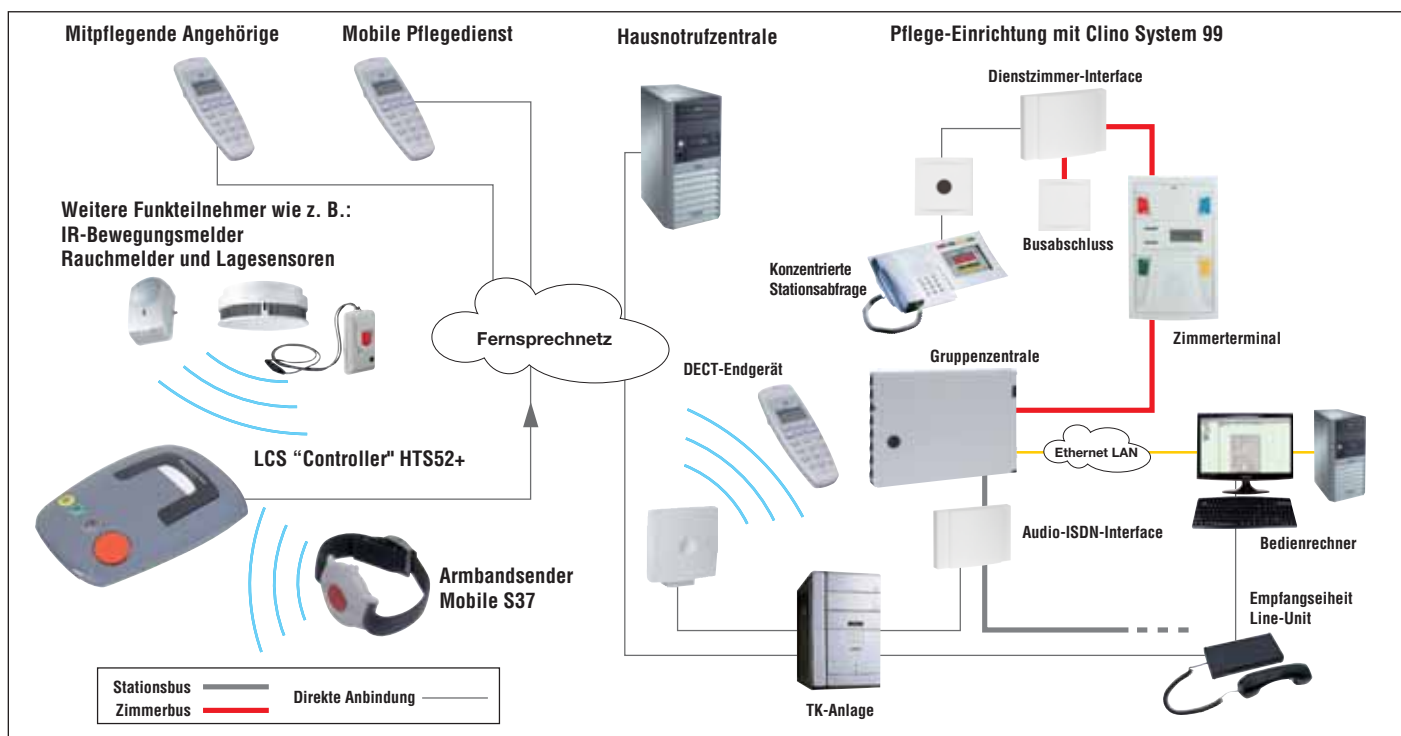 Mitpflegende Angehörige
Mobile Pflegedienst
Hausnotrufzentrale
Pflege-Einrichtung mit Clino System 99
Dienstzimmer-Interface
Weitere Funkteilnehmer wie z. B.:
IR-Bewegungsmelder
Rauchmelder und Lagesensoren
Busabschluss
Konzentrierte
Stationsabfrage
Zimmerterminal
Fernsprechnetz
Gruppenzentrale
DECT-Endgerät
LCS “Controller" HTS52+
Ethernet LAN
Audio-ISDN-Interface
Bedienrechner
Armbandsender
Mobile S37
Empfangseiheit
Line-Unit
Stationsbus
Zimmerbus
Direkte Anbindung
TK-Anlage